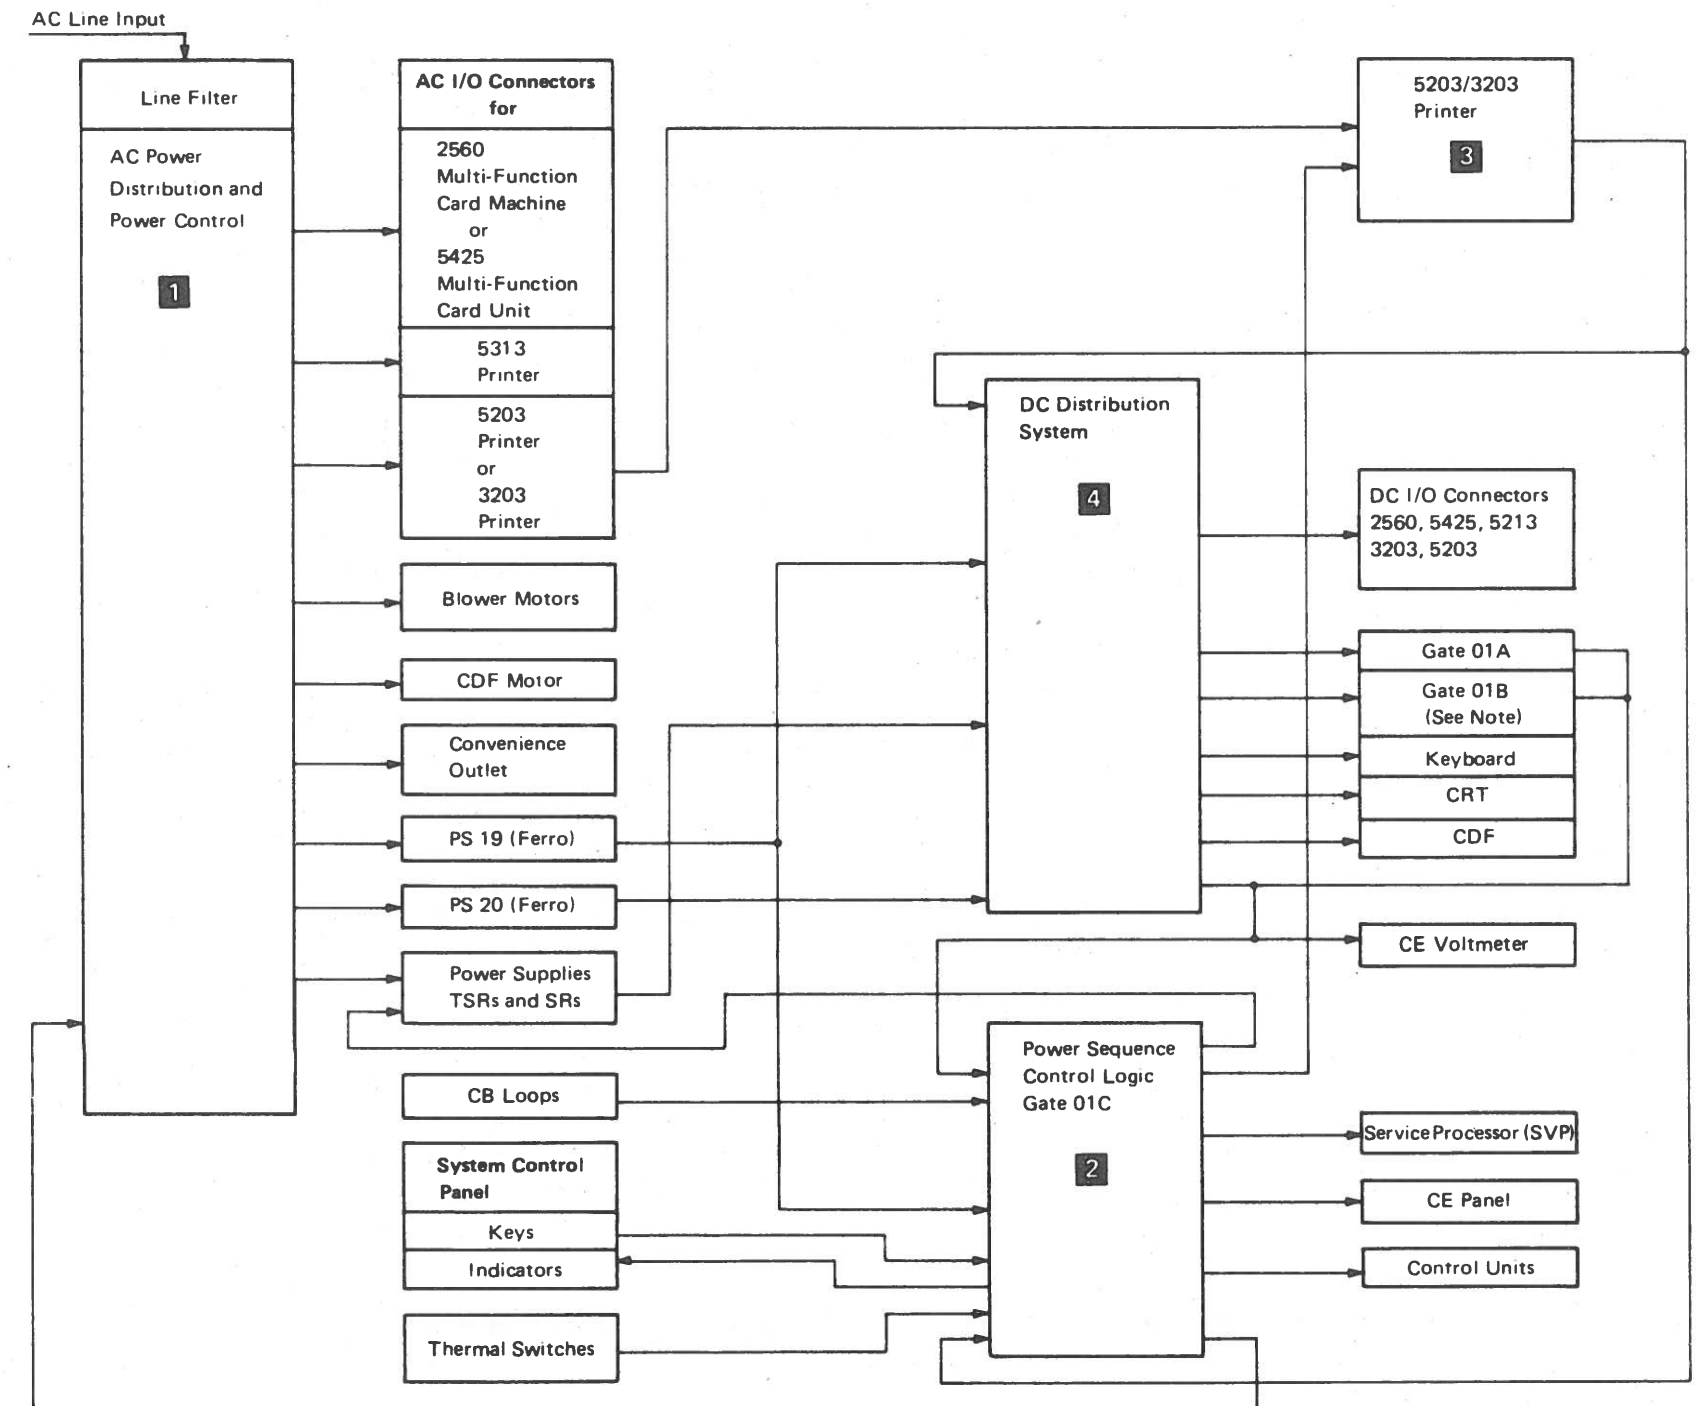 AC Line Input
Line Filter
AC Power
Distribution and
Power Control
1
AC I/O Connectors
for
2560
Multi-Function
Card Machine
or
5425
Multi-Function
Card Unit
5313
Printer
5203
Printer
or
3203
Printer
Blower Motors
CDF Motor
Convenience
Outlet
PS 19 (Ferro)
PS 20 (Ferro)
Power Supplies
TSRs and SRs
CB Loops
System Control
Panel
Keys
Indicators
Thermal Switches
DC Distribution
System
4
Power Sequence
Control Logic
Gate 01C
2
5203/3203
Printer
3
DC I/O Connectors
2560, 5425, 5213
3203, 5203
Gate 01A
Gate 01B
(See Note)
Keyboard
CRT
CDF
CE Voltmeter
Service Processor (SVP)
CE Panel
Control Units